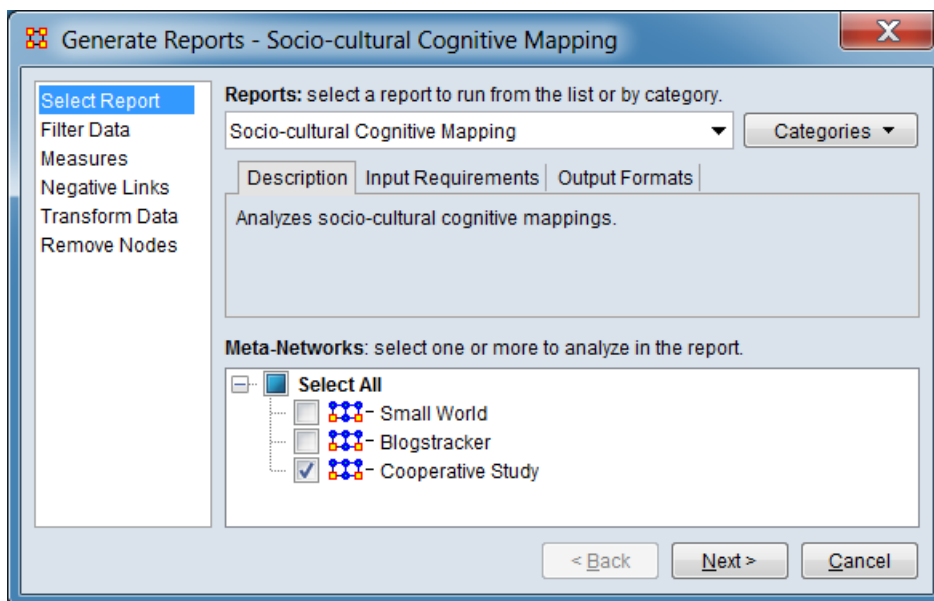 Generate Reports - Socio-cultural Cognitive Mapping
X
Select Report
Filter Data
Measures
Negative Links
Transform Data
Remove Nodes
Reports: select a report to run from the list or by category.
Socio-cultural Cognitive Mapping
Categories
Description Input Requirements Output Formats
Analyzes socio-cultural cognitive mappings.
Meta-Networks: select one or more to analyze in the report.
Select All
Small World
Blogstracker
Cooperative Study
< Back Next > Cancel